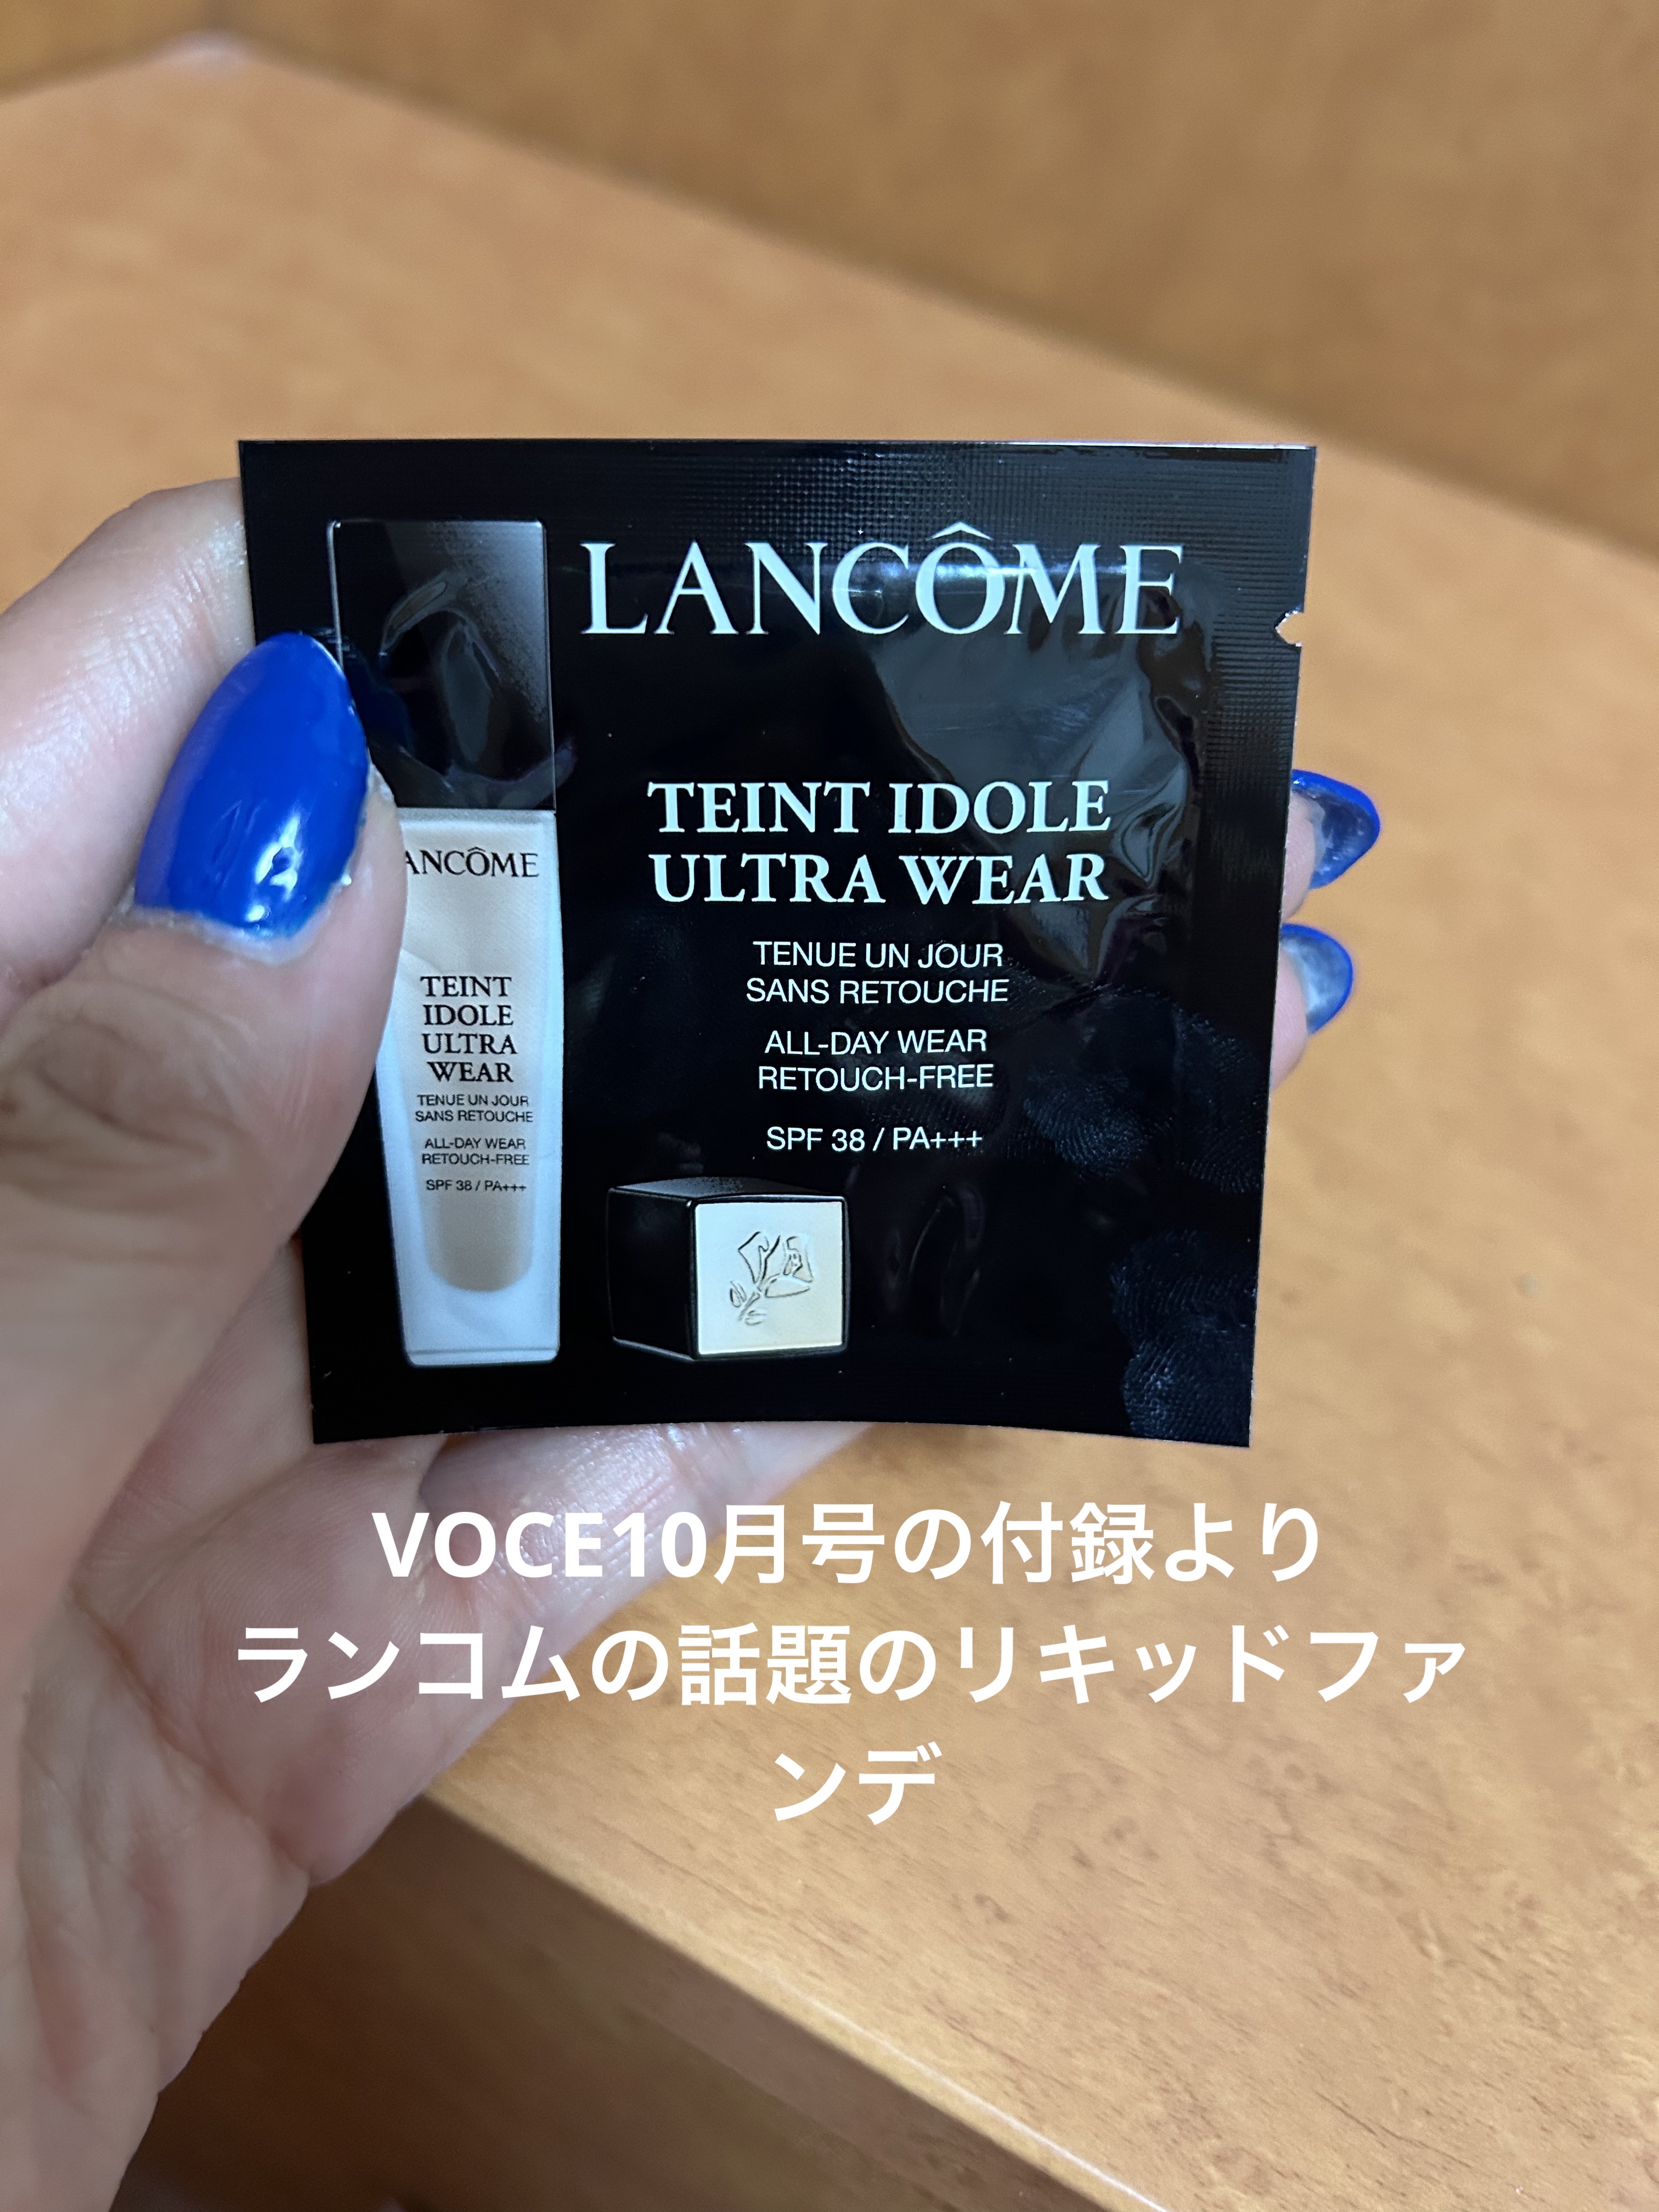 LANCÔME
TEINT IDOLE
ULTRA WEAR
TENUE UN JOUR
SANS RETOUCHE
ALL-DAY WEAR
RETOUCH-FREE
SPF 38 / PA+++
ANCÔME
TEINT
IDOLE
ULTRA
WEAR
TENUE UN JOUR
SANS RETOUCHE
ALL-DAY WEAR
RETOUCH-FREE
SPF 38 / PA+++
VOCE10月号の付録より
ランコムの話題のリキッドファ
ンデ